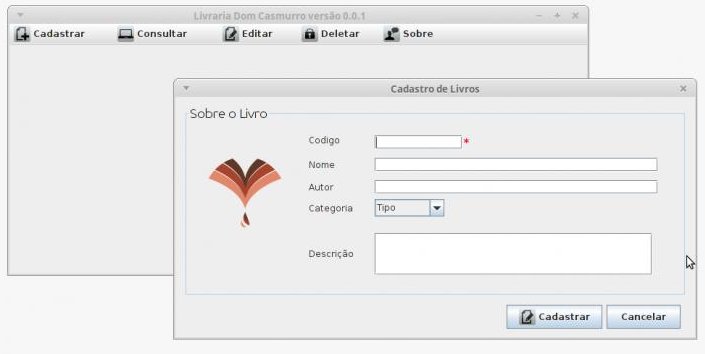 Livraria Dom Casmurro versão 0.0.1
Cadastrar Consultar Editar Deletar Sobre
Cadastro de Livros
Sobre o Livro
Codigo *
Nome
Autor
Categoria Tipo
Descrição
Cadastrar Cancelar